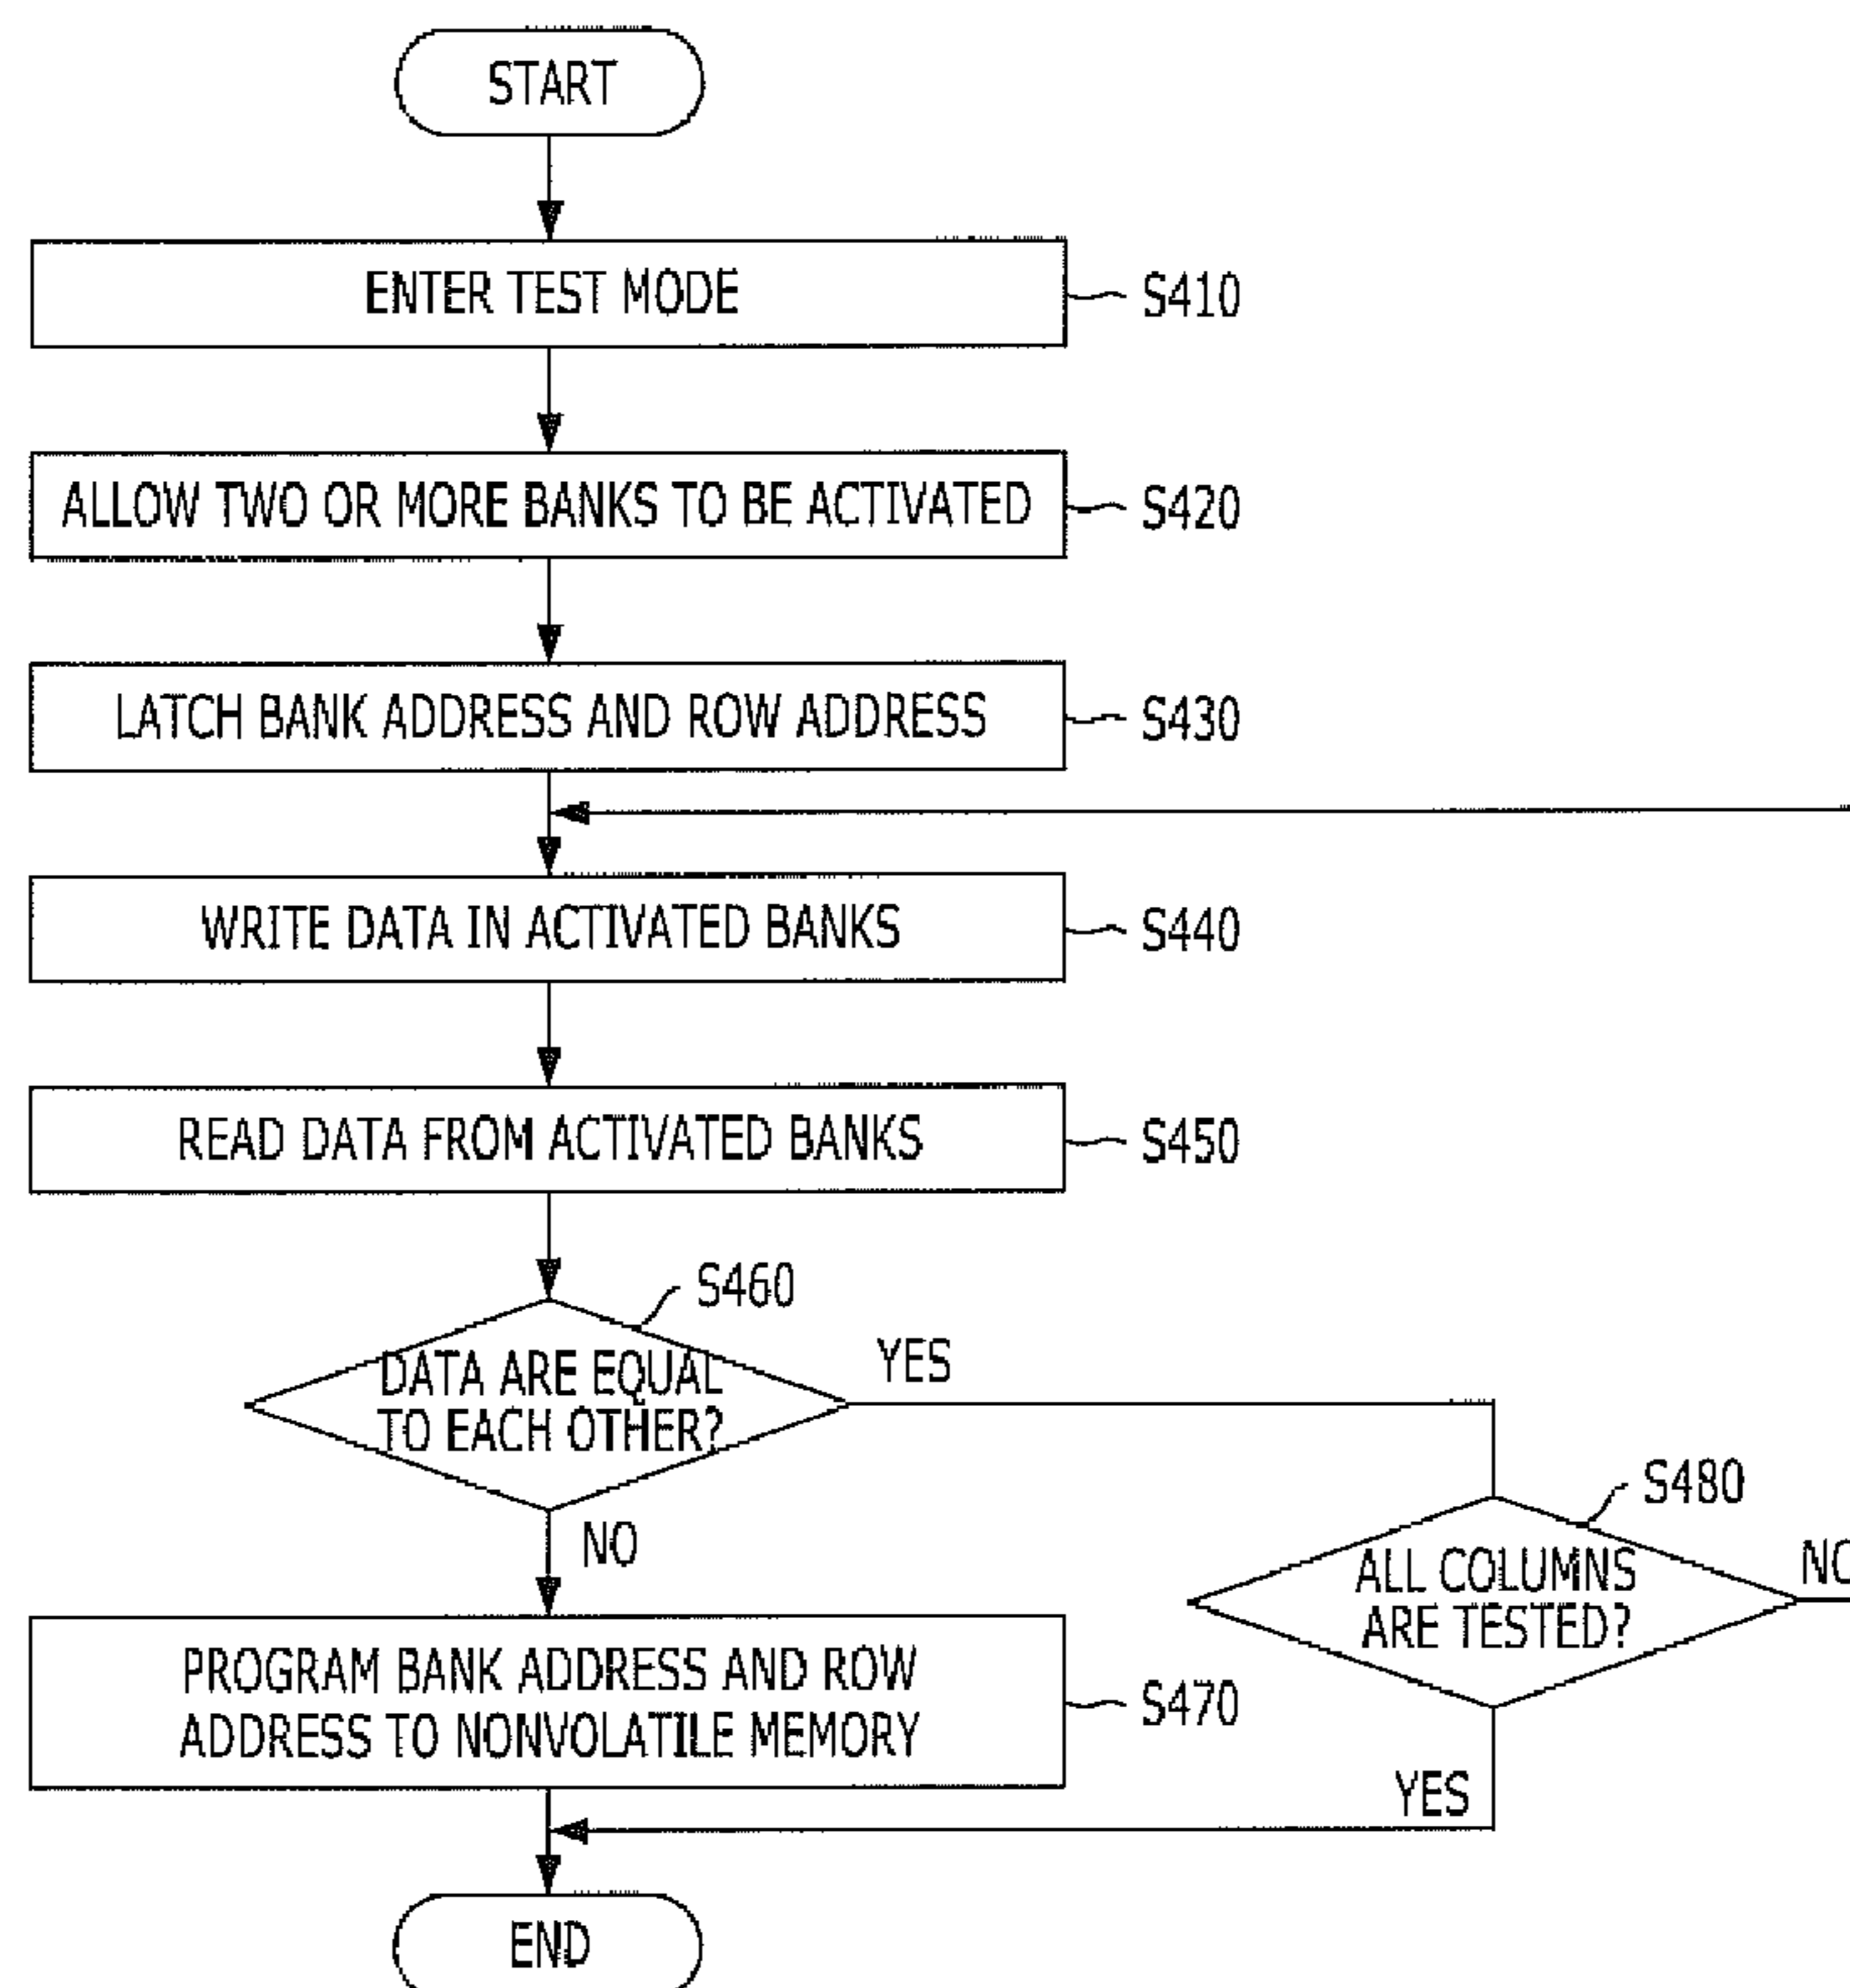 START
ENTER TEST MODE
S410
ALLOW TWO OR MORE BANKS TO BE ACTIVATED
S420
LATCH BANK ADDRESS AND ROW ADDRESS
S430
WRITE DATA IN ACTIVATED BANKS
S440
READ DATA FROM ACTIVATED BANKS
S450
S460
DATA ARE EQUAL
TO EACH OTHER?
YES
NO
S480
ALL COLUMNS
ARE TESTED?
NO
PROGRAM BANK ADDRESS AND ROW
ADDRESS TO NONVOLATILE MEMORY
S470
YES
END